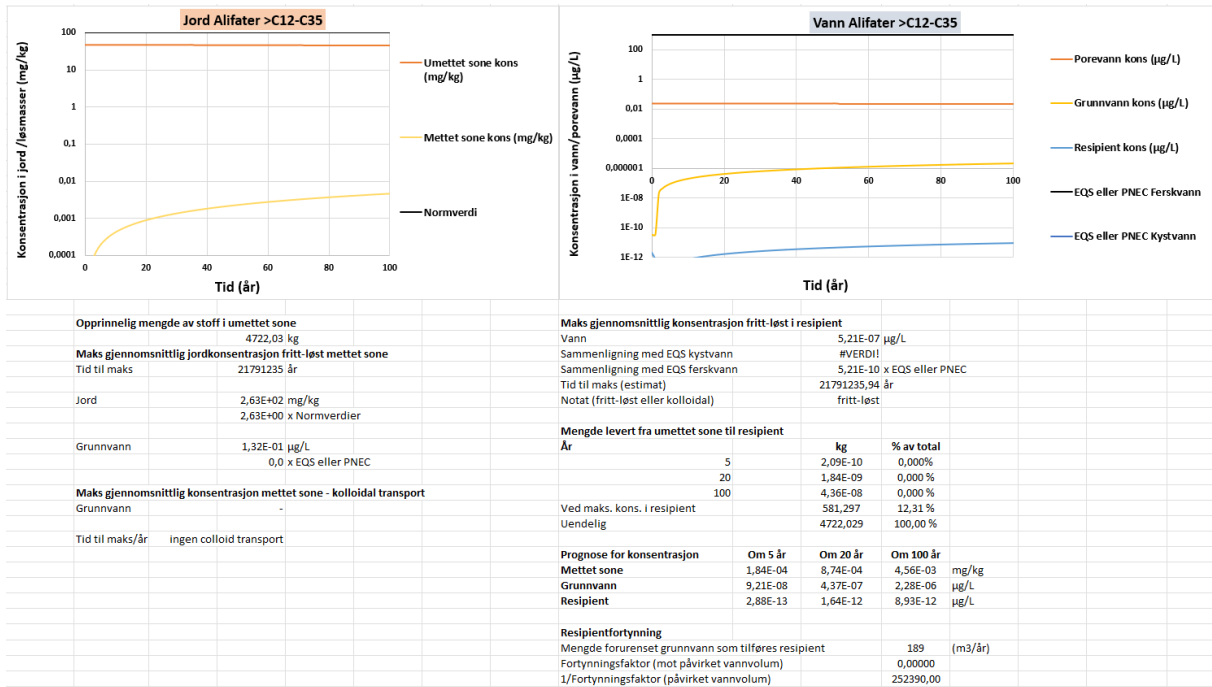 Jord Alifater >C12-C35
Konsentrasjon i jord /løsmasser (mg/kg)
100
10
1
0,1
0,01
0,001
0,0001
0 20 40 60 80 100
Tid (år)
Umettet sone kons (mg/kg)
Mettet sone kons (mg/kg)
Normverdi
Vann Alifater >C12-C35
Konsentrasjon i vann/porevann (µg/L)
100
1
0,01
0,0001
0,000001
1E-08
1E-10
1E-12
0 20 40 60 80 100
Tid (år)
Porevann kons (µg/L)
Grunnvann kons (µg/L)
Resipient kons (µg/L)
EQS eller PNEC Ferskvann
EQS eller PNEC Kystvann
Opprinnelig mengde av stoff i umettet sone
4722,03 kg
Maks gjennomsnittlig jordkonsentrasjon fritt-løst mettet sone
Tid til maks 21791235 år
Jord 2,63E+02 mg/kg
2,63E+00 x Normverdier
Grunnvann 1,32E-01 µg/L
0,0 x EQS eller PNEC
Maks gjennomsnittlig konsentrasjon mettet sone - kolloidal transport
Grunnvann -
Tid til maks/år ingen colloid transport
Maks gjennomsnittlig konsentrasjon fritt-løst i resipient
Vann 5,21E-07 µg/L
Sammenligning med EQS kystvann #VERDI!
Sammenligning med EQS ferskvann 5,21E-10 x EQS eller PNEC
Tid til maks (estimat) 21791235,94 år
Notat (fritt-løst eller kolloidal) fritt-løst
Mengde levert fra umettet sone til resipient
År kg % av total
5 2,09E-10 0,000%
20 1,84E-09 0,000 %
100 4,36E-08 0,000 %
Ved maks. kons. i resipient 581,297 12,31 %
Uendelig 4722,029 100,00 %
Prognose for konsentrasjon Om 5 år Om 20 år Om 100 år
Mettet sone 1,84E-04 8,74E-04 4,56E-03 mg/kg
Grunnvann 9,21E-08 4,37E-07 2,28E-06 µg/L
Resipient 2,88E-13 1,64E-12 8,93E-12 µg/L
Resipientfortynning
Mengde forurenset grunnvann som tilføres resipient 189 (m3/år)
Fortynningsfaktor (mot påvirket vannvolum) 0,00000
1/Fortynningsfaktor (påvirket vannvolum) 252390,00